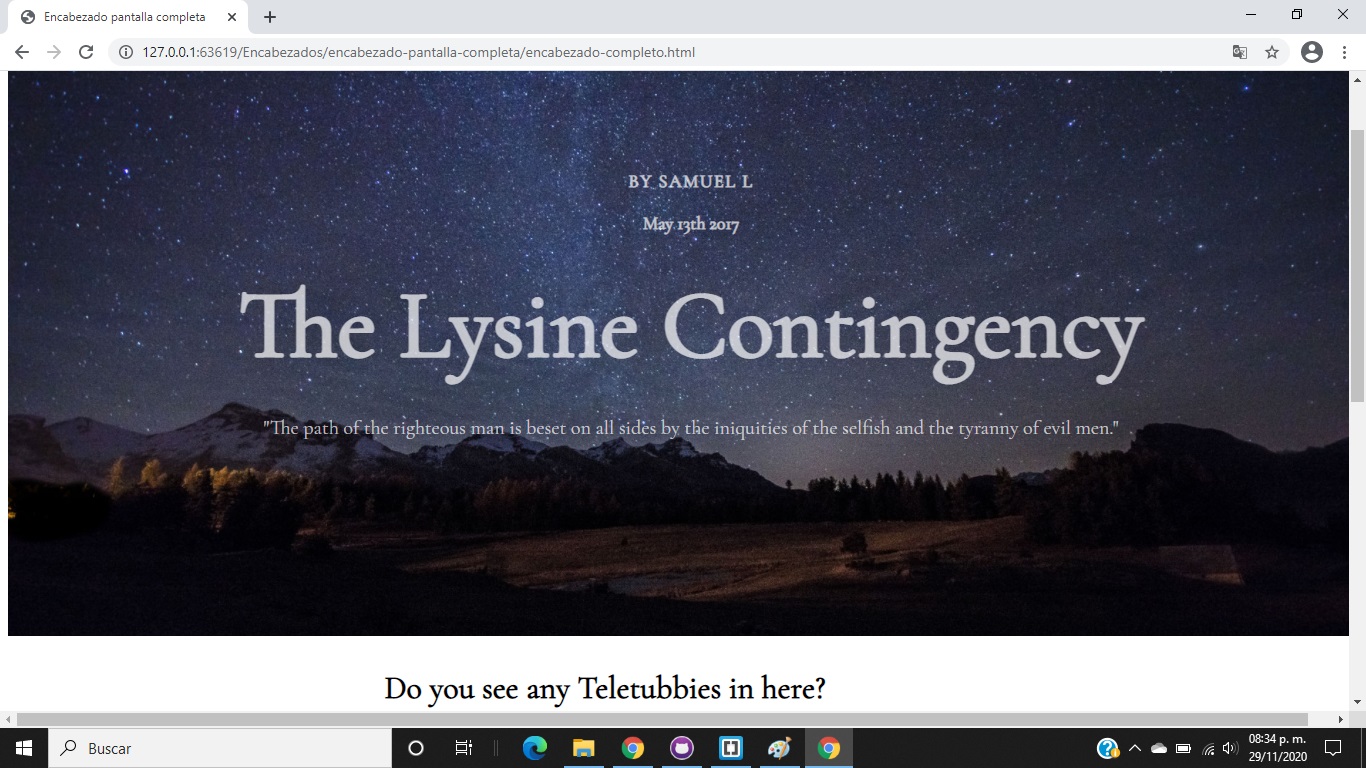 Encabezado pantalla completa
127.0.0.1:63619/Encabezados/encabezado-pantalla-completa/encabezado-completo.html
BY SAMUEL L
May 13th 2017
The Lysine Contingency
"The path of the righteous man is beset on all sides by the iniquities of the selfish and the tyranny of evil men."
Do you see any Teletubbies in here?
Buscar
08:34 p. m.
29/11/2020